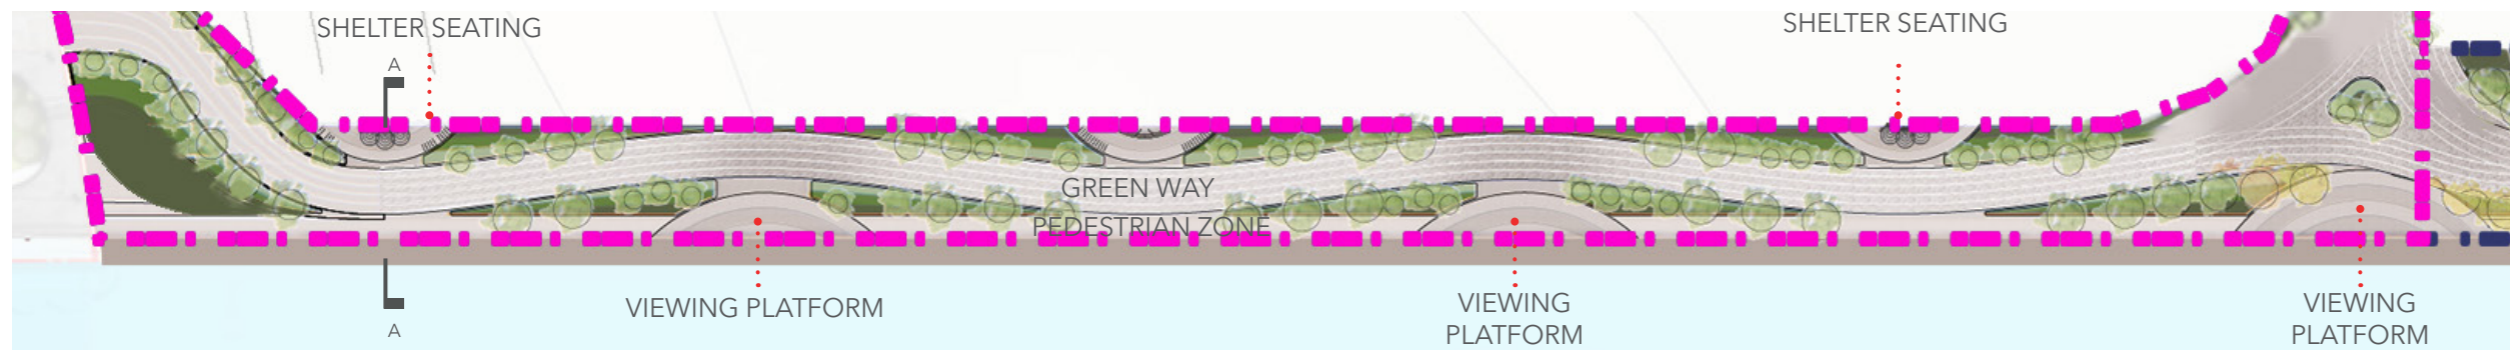 SHELTER SEATING
SHELTER SEATING
A
GREEN WAY
PEDESTRIAN ZONE
VIEWING PLATFORM
VIEWING
PLATFORM
VIEWING
PLATFORM
A